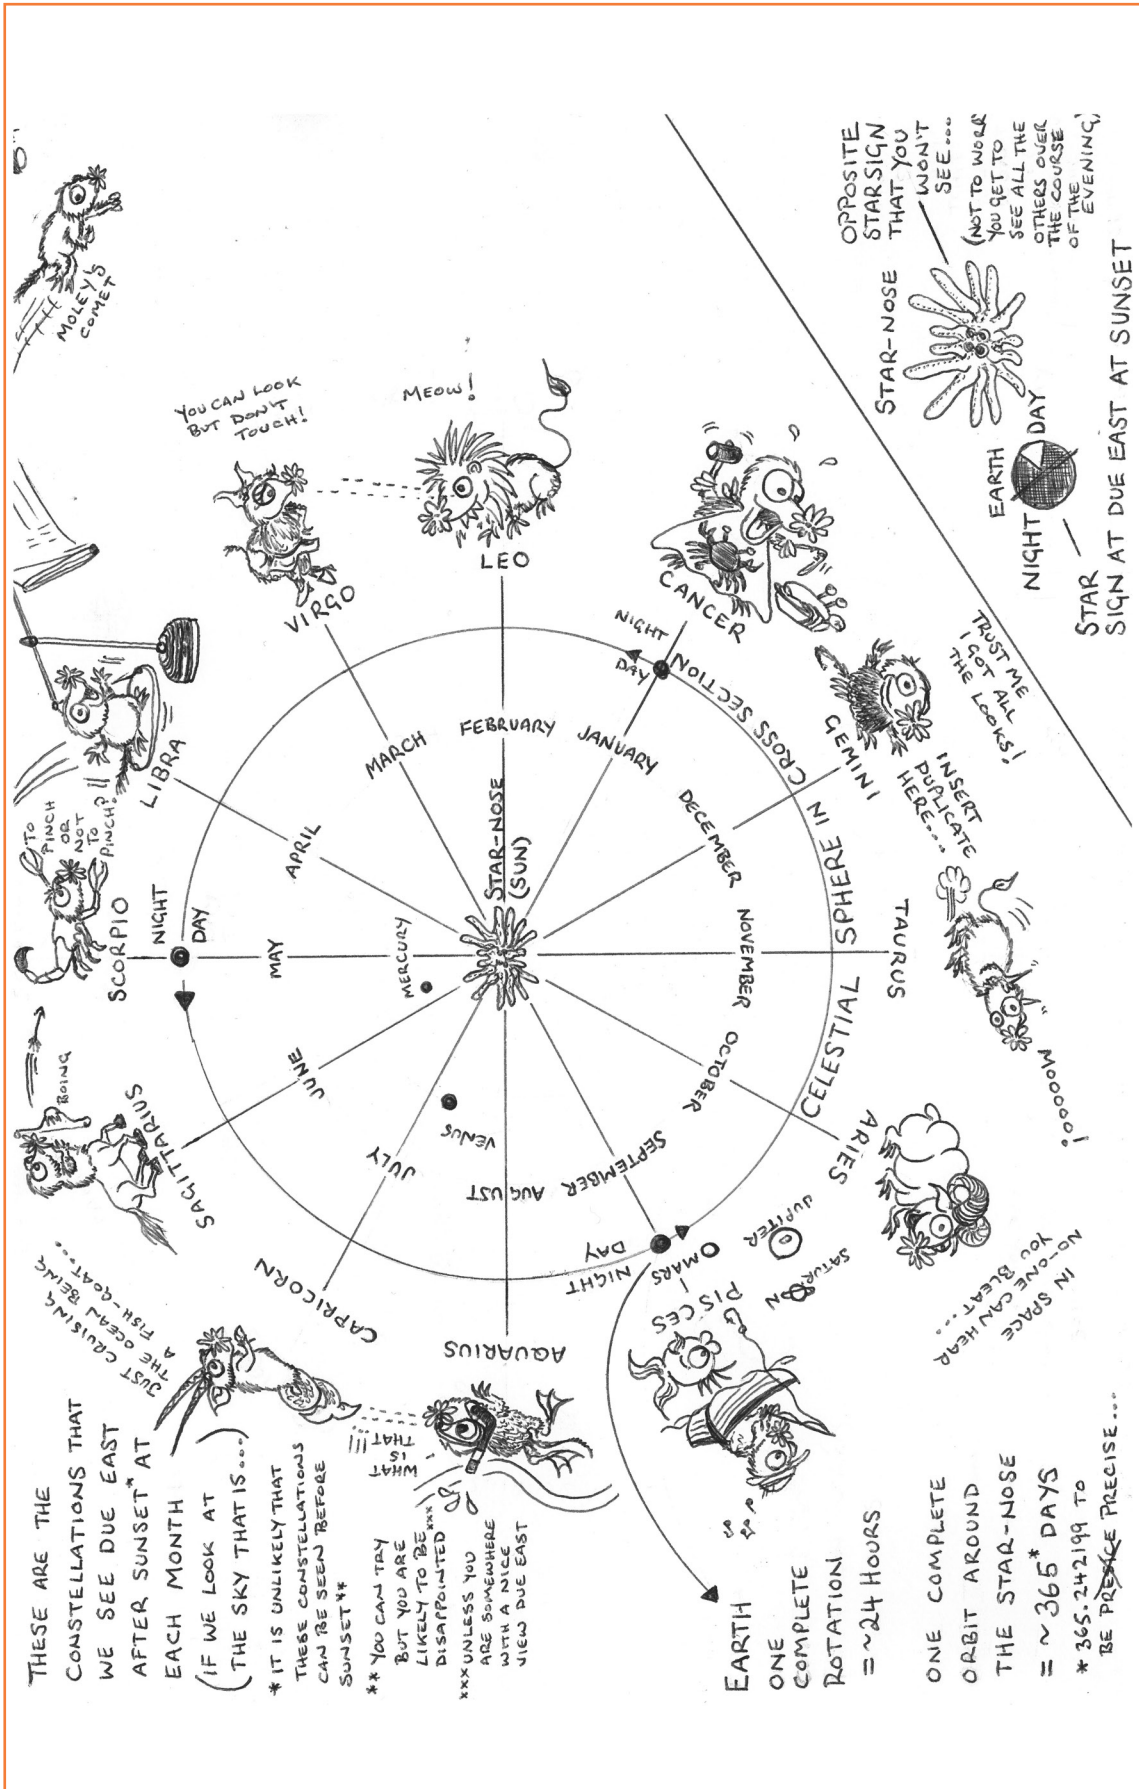 THESE ARE THE
CONSTELLATIONS THAT
WE SEE DUE EAST
AFTER SUNSET* AT
EACH MONTH
(IF WE LOOK AT
THE SKY THAT IS...)
* IT IS UNLIKELY THAT
THESE CONSTELLATIONS
CAN BE SEEN BEFORE
SUNSET**
** YOU CAN TRY
BUT YOU ARE
LIKELY TO BE
DISAPPOINTED xxx
xxx UNLESS YOU
ARE SOMEWHERE
WITH A NICE
VIEW DUE EAST
MOLEY'S
COMET
YOU CAN LOOK
BUT DON'T
TOUCH!
MEOW!
TO
PINCH
OR
NOT
TO
PINCH?
BOING
JUST CRUISING
THE OCEAN BEING
A FISH-GOAT...
WHAT
IS
THAT
!!!
SCORPIO
LIBRA
VIRGO
LEO
CANCER
GEMINI
TAURUS
ARIES
PISCES
AQUARIUS
CAPRICORN
SAGITTARIUS
NIGHT
DAY
MAY
APRIL
MARCH
FEBRUARY
JANUARY
DECEMBER
NOVEMBER
OCTOBER
SEPTEMBER
AUGUST
JULY
JUNE
NIGHT
DAY
NIGHT
DAY
MERCURY
VENUS
STAR-NOSE
(SUN)
MARS
JUPITER
SATURN
CELESTIAL SPHERE IN CROSS SECTION
INSERT
DUPLICATE
HERE...
TRUST ME
I GOT ALL
THE LOOKS!
MOOOOOOO!
IN SPACE
NO-ONE CAN HEAR
YOU BLEAT...
EARTH
ONE
COMPLETE
ROTATION
= ~24 HOURS
ONE COMPLETE
ORBIT AROUND
THE STAR-NOSE
= ~365* DAYS
* 365.242199 TO
BE PRECISE...
OPPOSITE
STARSIGN
THAT YOU
WON'T
SEE...
(NOT TO WORR
YOU GET TO
SEE ALL THE
OTHERS OVER
THE COURSE
OF THE
EVENING)
STAR-NOSE
EARTH
NIGHT
DAY
STAR
SIGN AT DUE EAST AT SUNSET